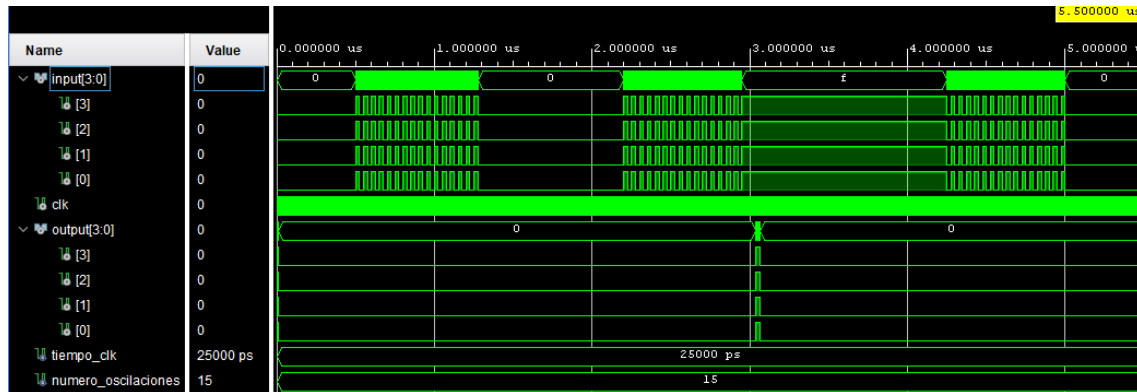 5.500000 us
Name Value 0.000000 us 1.000000 us 2.000000 us 3.000000 us 4.000000 us 5.000000
input[3:0] 0 0 0 f 0
[3] 0
[2] 0
[1] 0
[0] 0
clk 0
output[3:0] 0 0 0
[3] 0
[2] 0
[1] 0
[0] 0
tiempo_clk 25000 ps 25000 ps
numero_oscilaciones 15 15